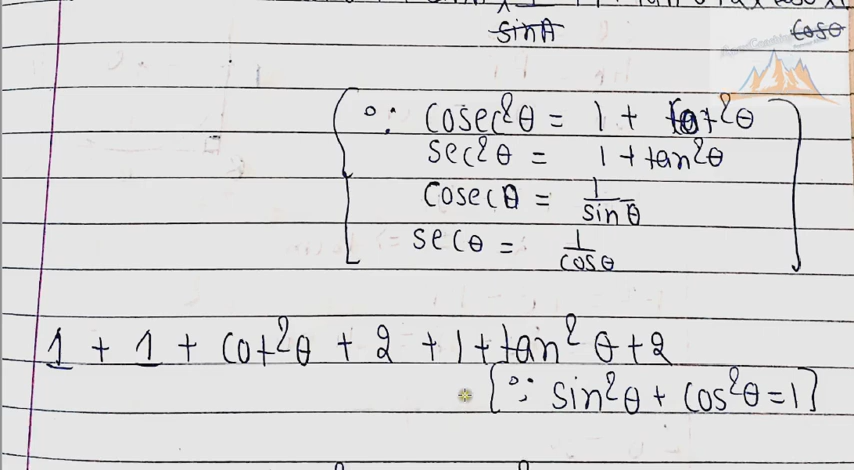 sinA cosθ
∵ cosec²θ = 1 + cot²θ
sec²θ = 1 + tan²θ
cosecθ = 1/sinθ
secθ = 1/cosθ
1 + 1 + cot²θ + 2 + 1 + tan²θ + 2
[∵ sin²θ + cos²θ = 1]